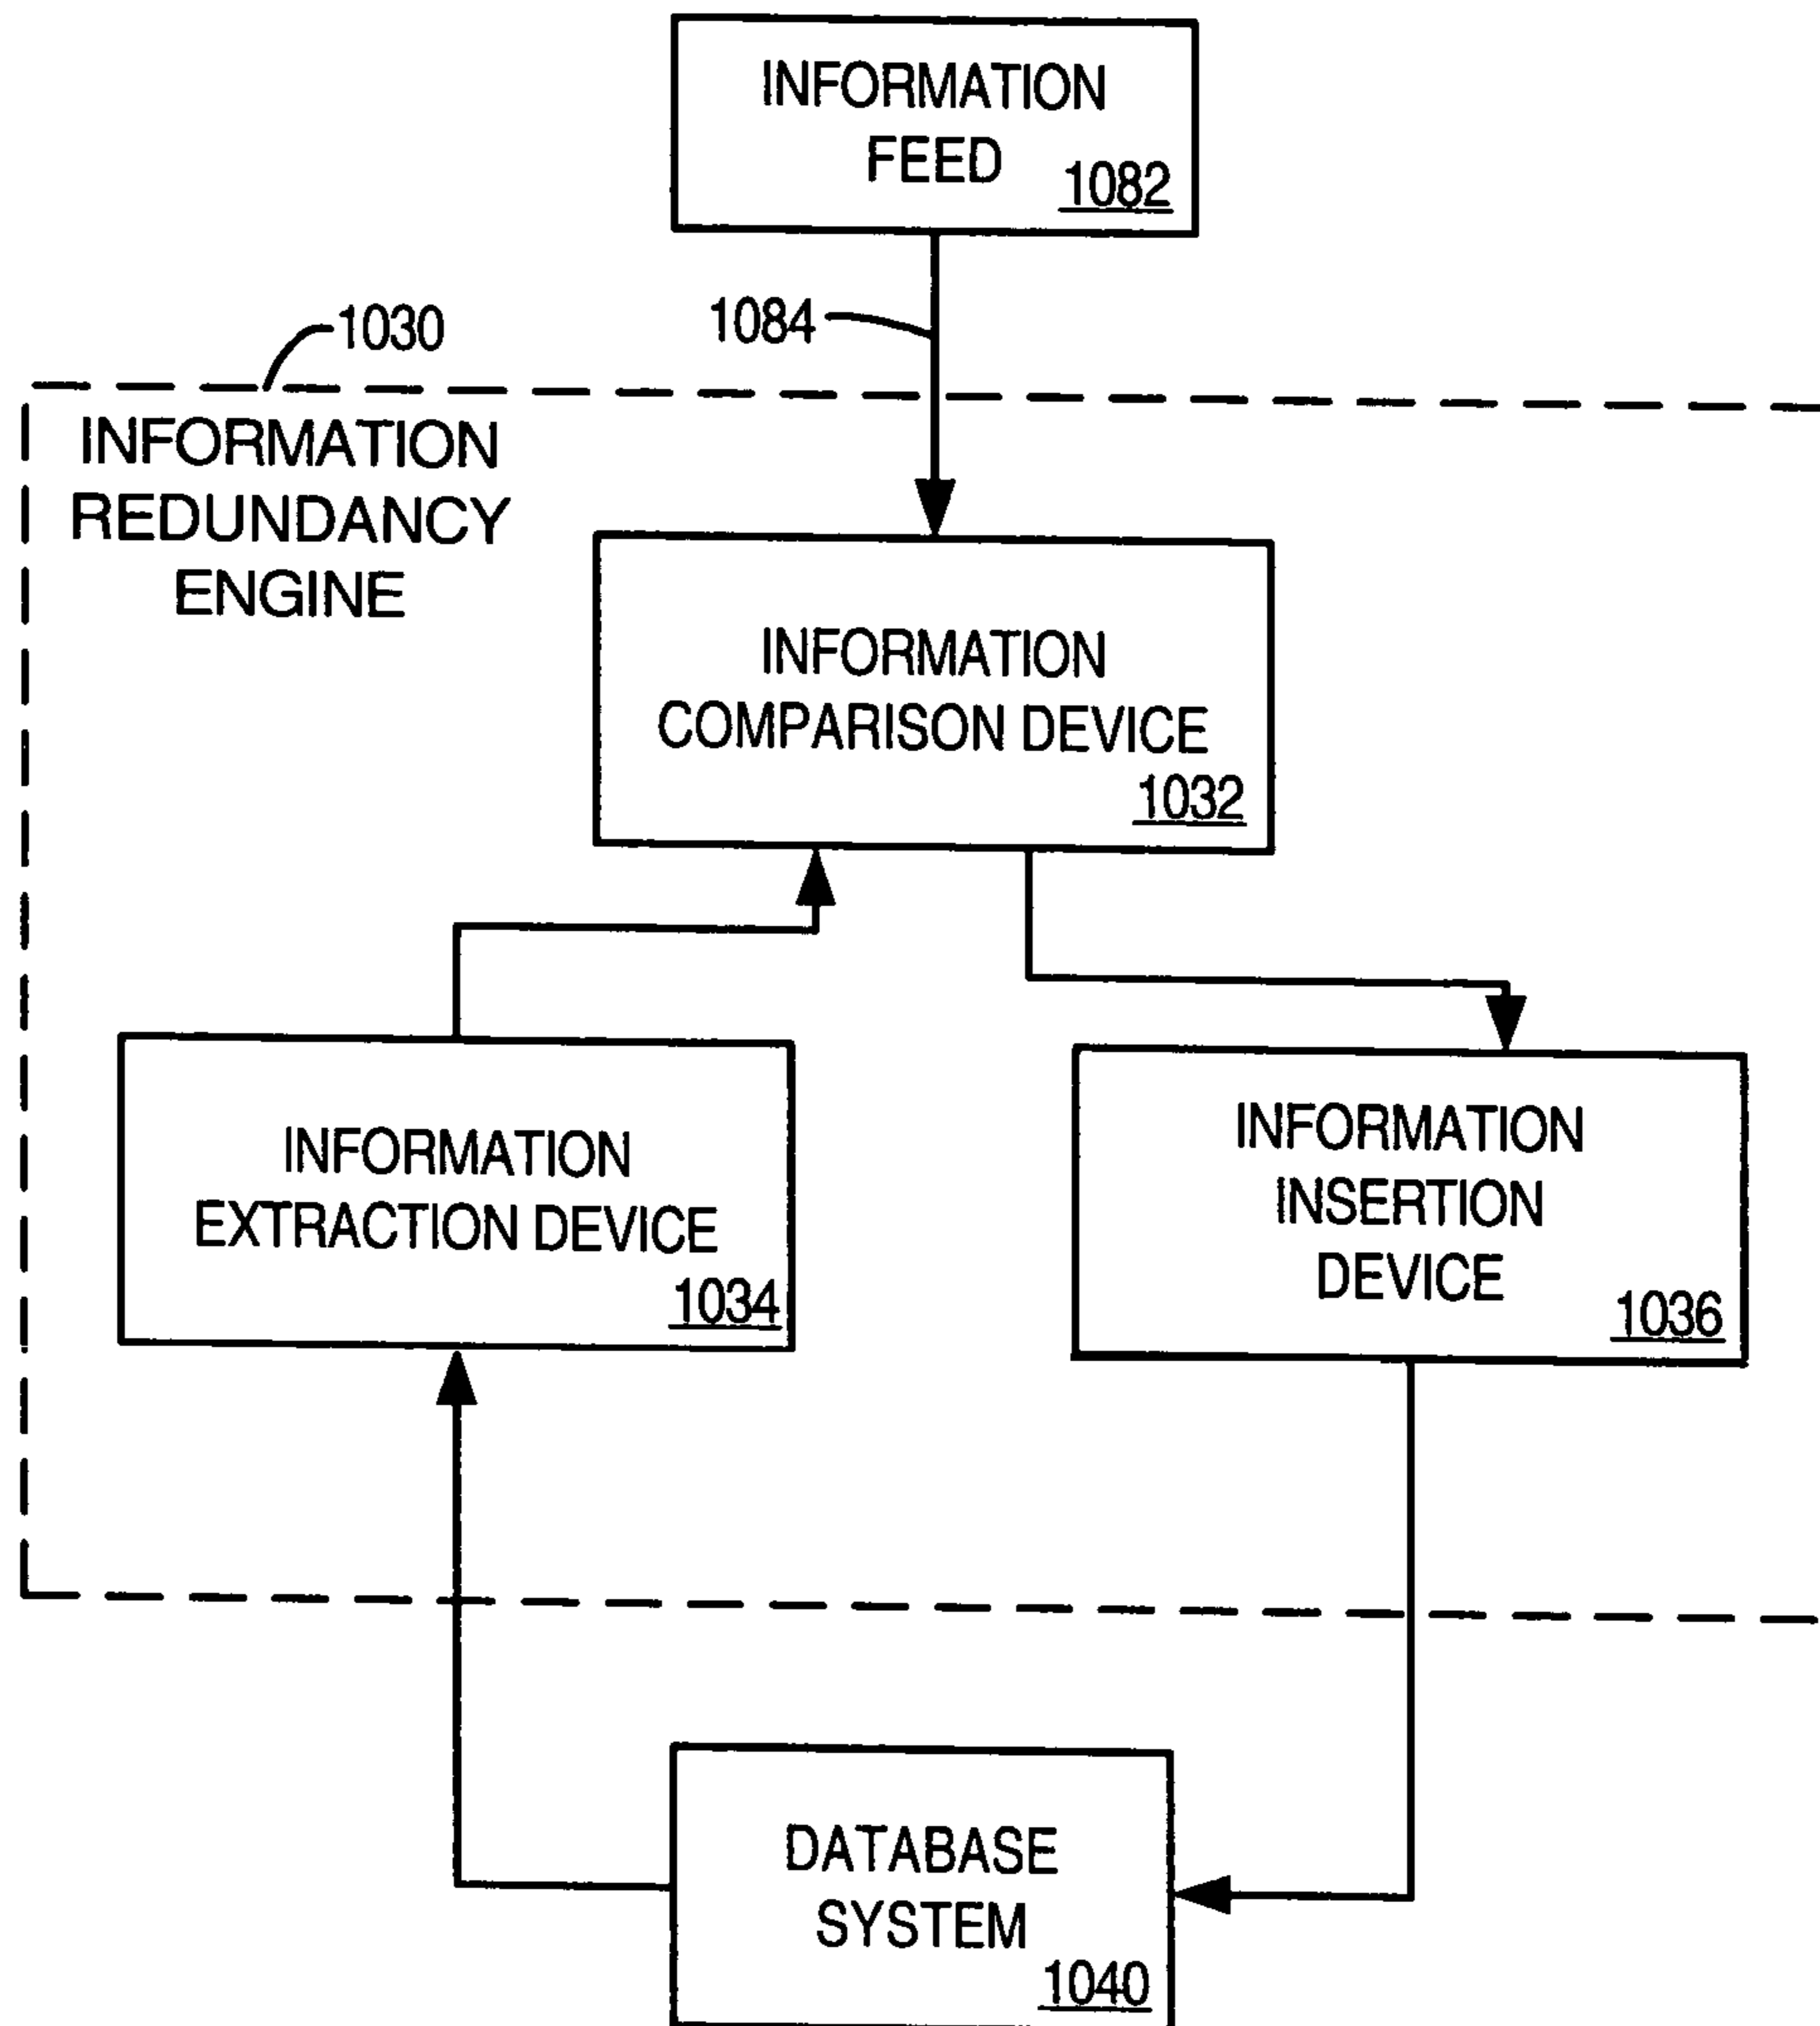 INFORMATION
FEED
1082
1030
1084
INFORMATION
REDUNDANCY
ENGINE
INFORMATION
COMPARISON DEVICE
1032
INFORMATION
EXTRACTION DEVICE
1034
INFORMATION
INSERTION
DEVICE
1036
DATABASE
SYSTEM
1040